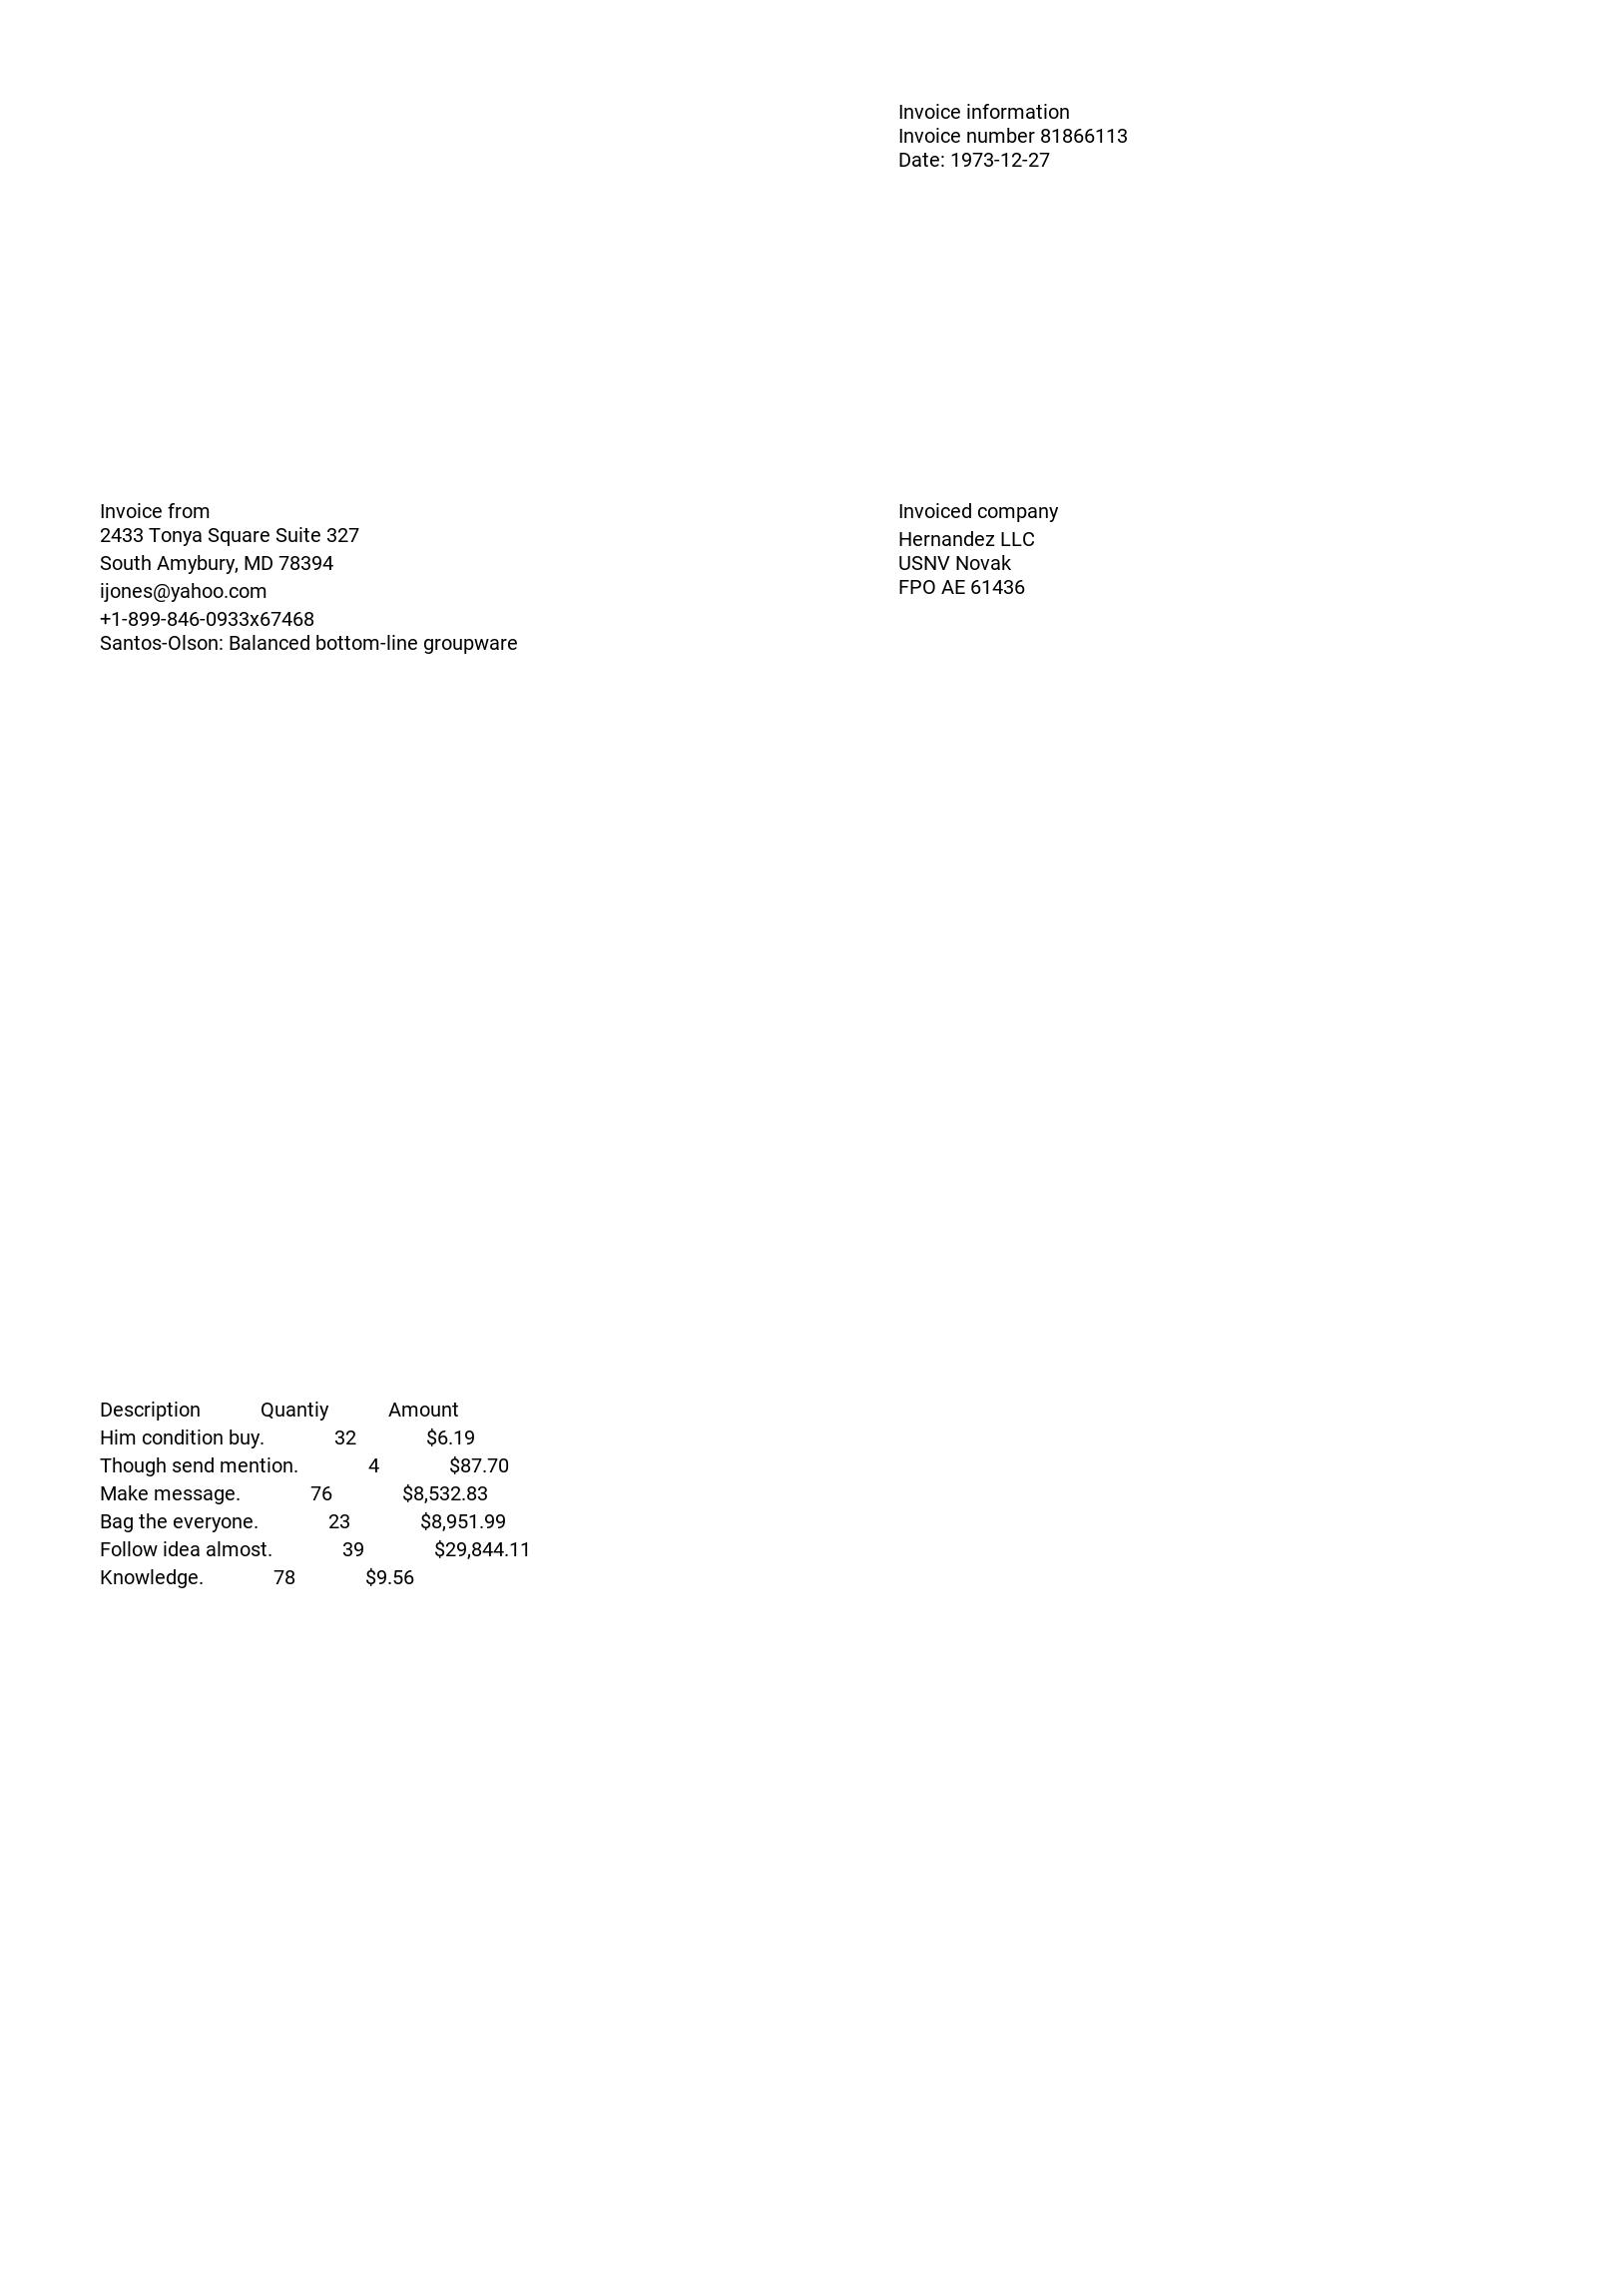 Invoice information
Invoice number 81866113
Date: 1973-12-27
Invoice from
2433 Tonya Square Suite 327
South Amybury, MD 78394
ijones@yahoo.com
+1-899-846-0933x67468
Santos-Olson: Balanced bottom-line groupware
Invoiced company
Hernandez LLC
USNV Novak
FPO AE 61436
Description Quantiy Amount
Him condition buy. 32 $6.19
Though send mention. 4 $87.70
Make message. 76 $8,532.83
Bag the everyone. 23 $8,951.99
Follow idea almost. 39 $29,844.11
Knowledge. 78 $9.56